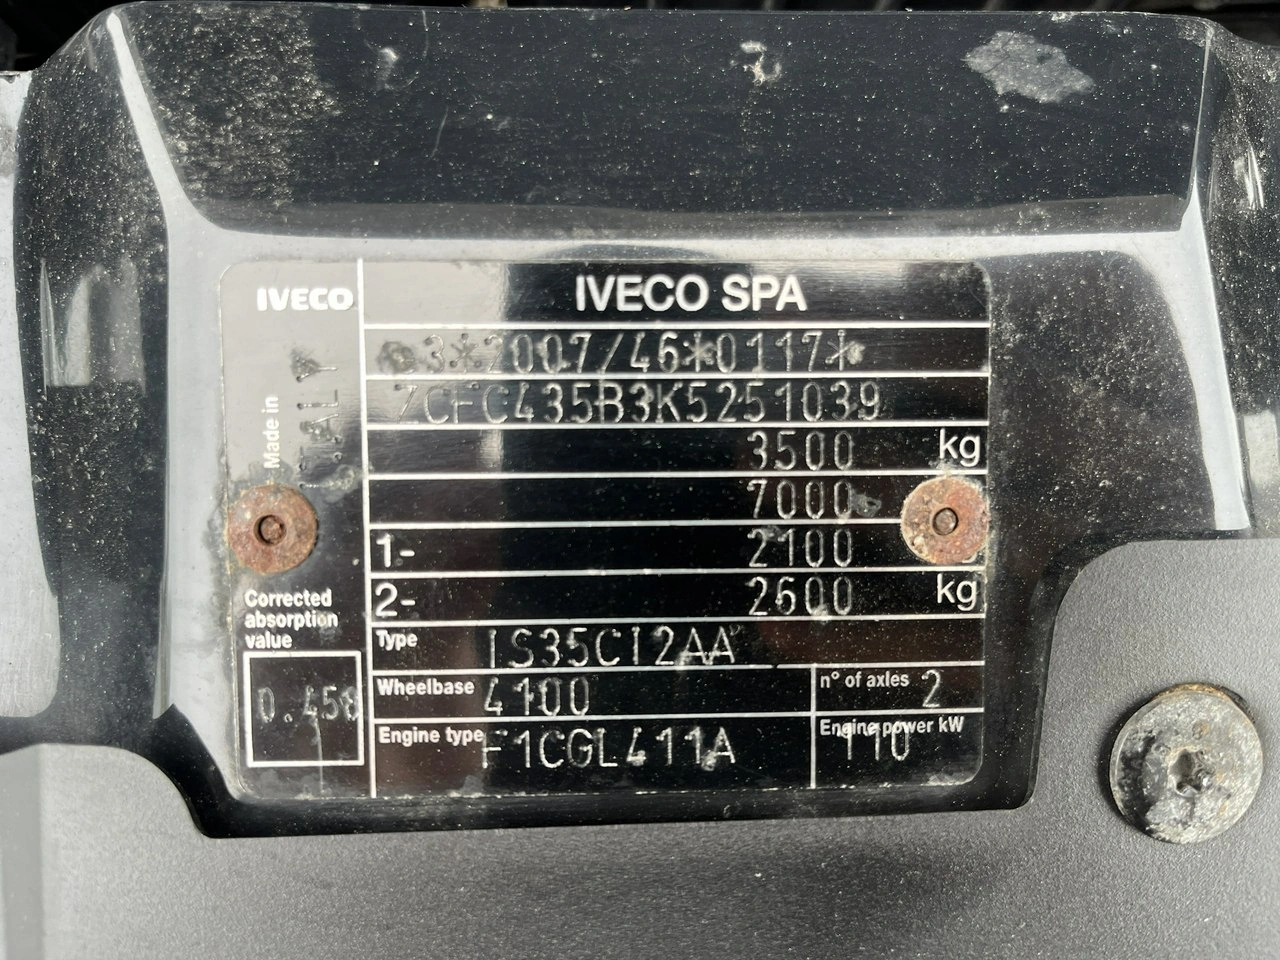 IVECO
IVECO SPA
Made in
ITALY
e3*2007/46*0117*
ZCFC435B3K5251039
3500 kg
7000
1- 2100
2- 2600 kg
Corrected
absorption
value
0.458
Type IS35CI2AA
Wheelbase 4100
n° of axles 2
Engine type F1CGL411A
Engine power kW
110